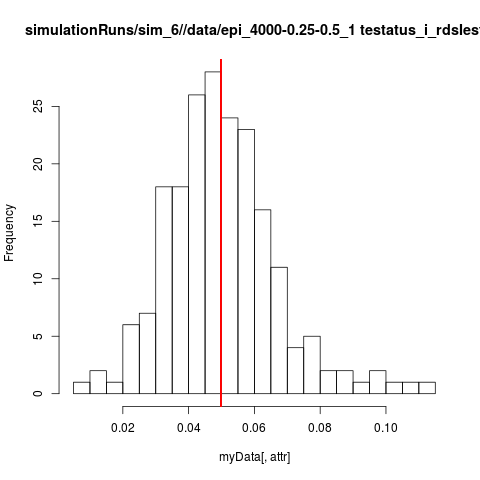 simulationRuns/sim_6//data/epi_4000-0.25-0.5_1 testatus_i_rdsles
25
20
15
10
5
0
Frequency
0.02 0.04 0.06 0.08 0.10
myData[, attr]